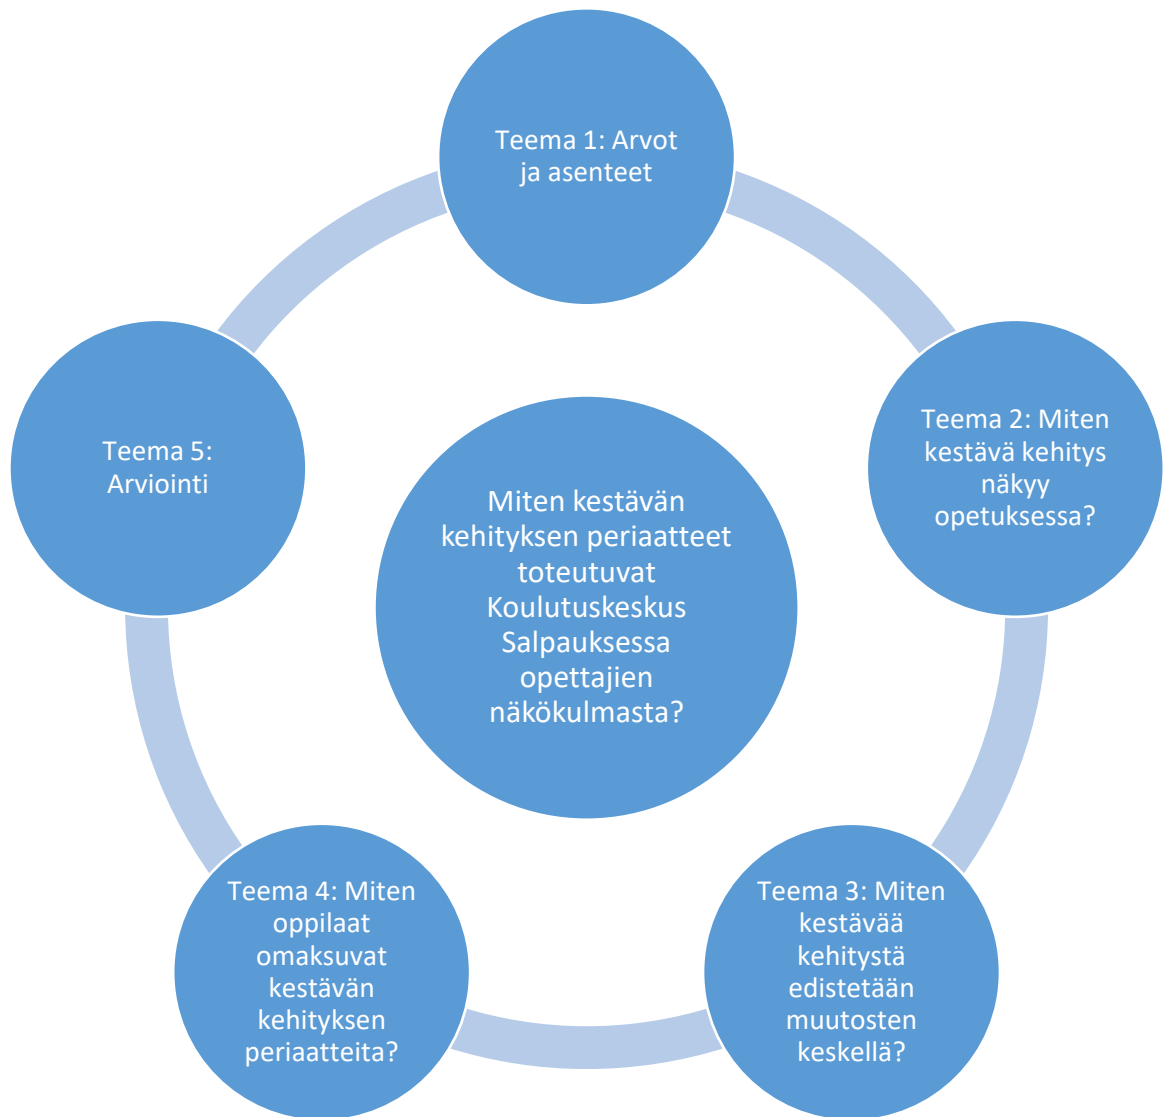 Teema 1: Arvot
ja asenteet
Teema 2: Miten
kestävä kehitys
näkyy
opetuksessa?
Teema 3: Miten
kestävää
kehitystä
edistetään
muutosten
keskellä?
Teema 4: Miten
oppilaat
omaksuvat
kestävän
kehityksen
periaatteita?
Teema 5:
Arviointi
Miten kestävän
kehityksen periaatteet
toteutuvat
Koulutuskeskus
Salpauksessa
opettajien
näkökulmasta?